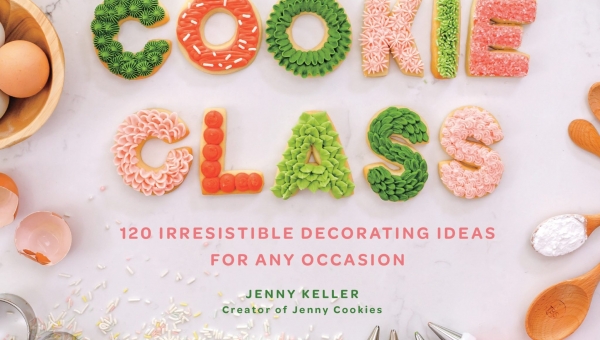 COOKIE
CLASS
120 IRRESISTIBLE DECORATING IDEAS
FOR ANY OCCASION
JENNY KELLER
Creator of Jenny Cookies